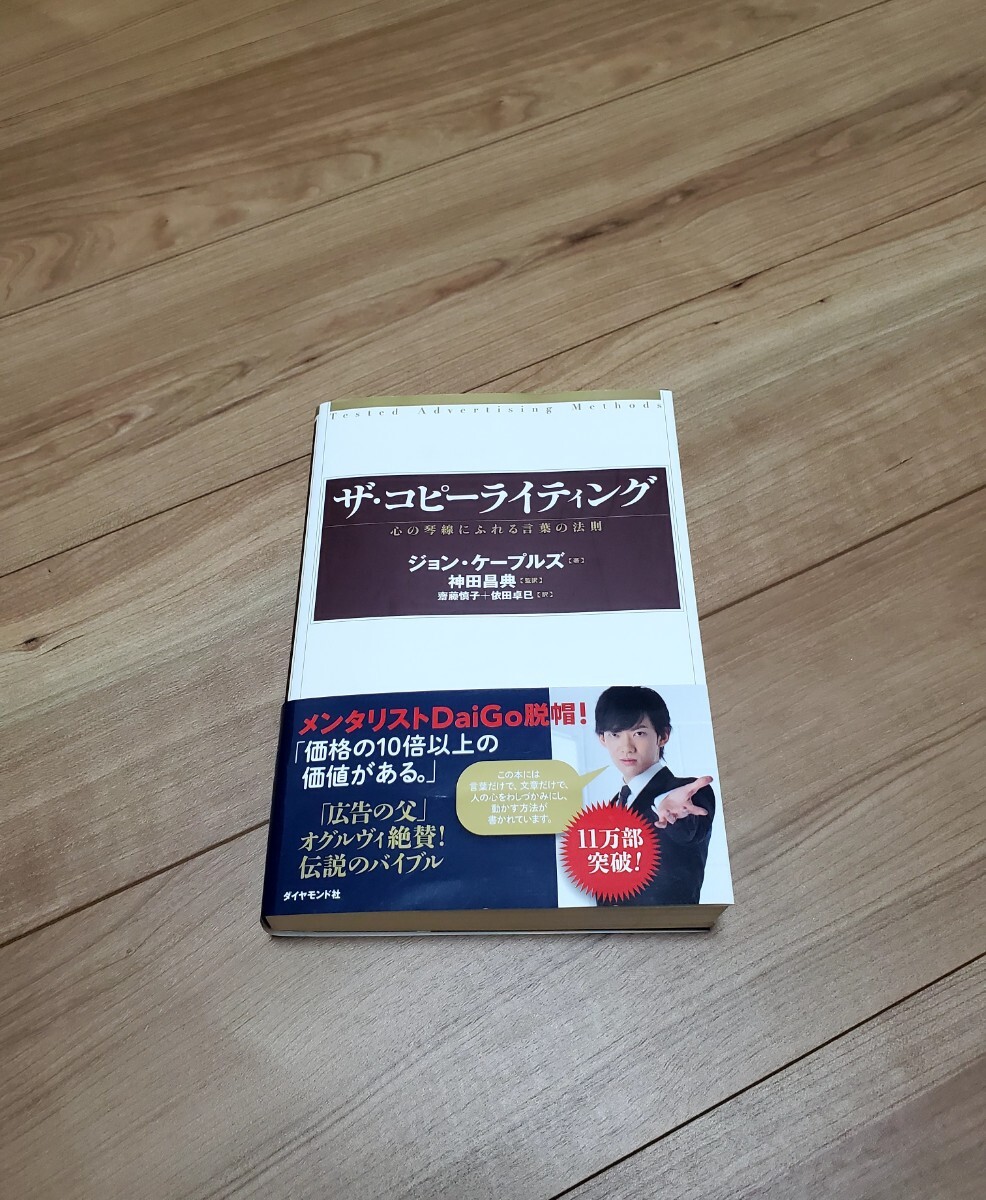 Tested Advertising Methods
ザ・コピーライティング
心の琴線にふれる言葉の法則
ジョン・ケープルズ【著】
神田昌典【監訳】
齋藤慎子+依田卓巳【訳】
メンタリストDaiGo脱帽!
「価格の10倍以上の
価値がある。」
この本には
言葉だけで、文章だけで、
人の心をわしづかみにし、
動かす方法が
書かれています。
「広告の父」
オグルヴィ絶賛!
伝説のバイブル
11万部
突破!
ダイヤモンド社